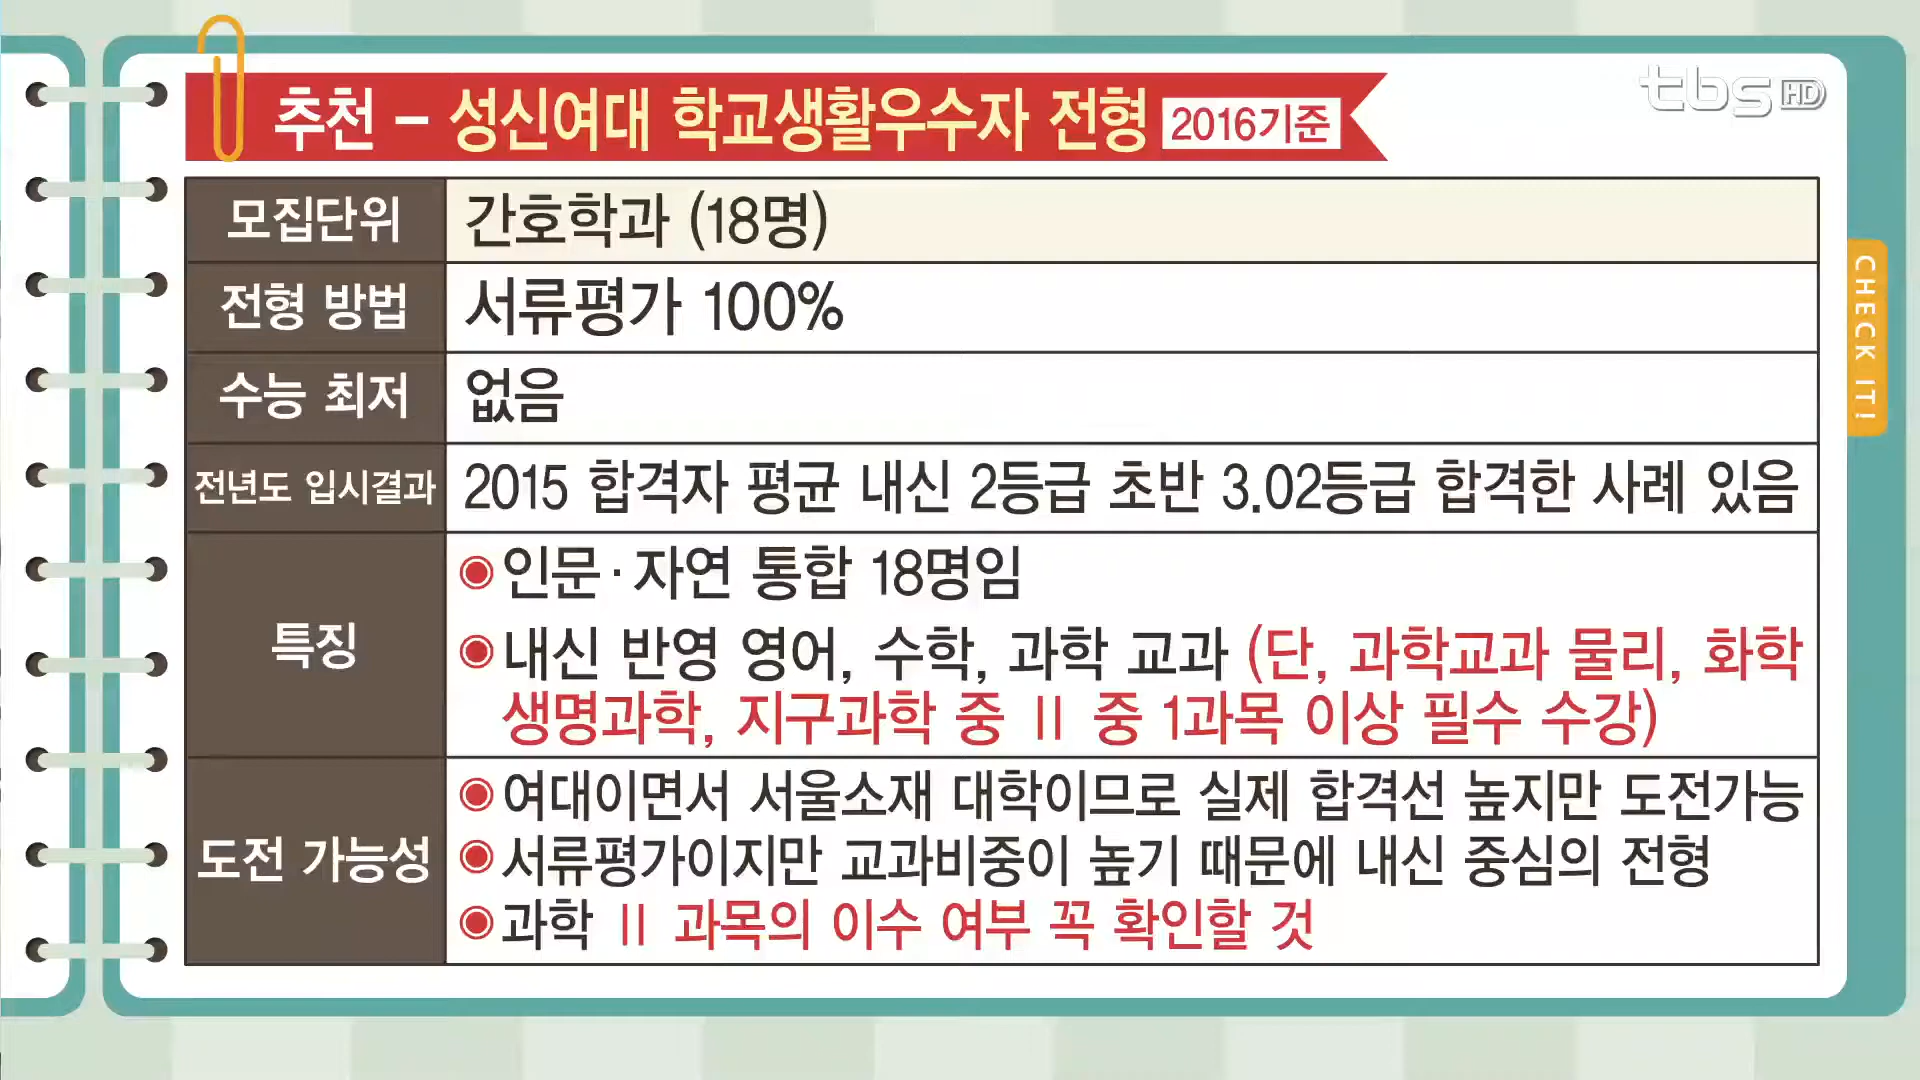 추천 - 성신여대 학교생활우수자 전형 2016기준
tbs HD
모집단위 간호학과 (18명)
전형 방법 서류평가 100%
수능 최저 없음
전년도 입시결과 2015 합격자 평균 내신 2등급 초반 3.02등급 합격한 사례 있음
특징
◉인문·자연 통합 18명임
◉내신 반영 영어, 수학, 과학 교과 (단, 과학교과 물리, 화학
생명과학, 지구과학 중 Ⅱ 중 1과목 이상 필수 수강)
도전 가능성
◉여대이면서 서울소재 대학이므로 실제 합격선 높지만 도전가능
◉서류평가이지만 교과비중이 높기 때문에 내신 중심의 전형
◉과학 Ⅱ 과목의 이수 여부 꼭 확인할 것
CHECK IT!